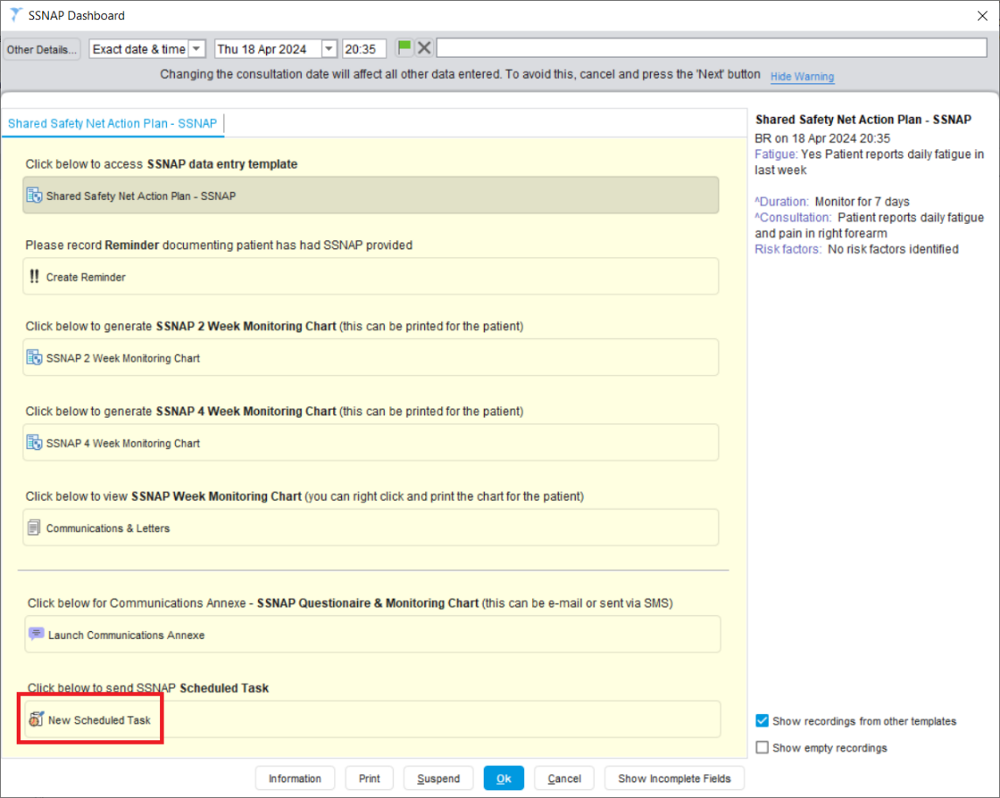 SSNAP Dashboard
Other Details... Exact date & time Thu 18 Apr 2024 20:35
Changing the consultation date will affect all other data entered. To avoid this, cancel and press the 'Next' button Hide Warning
Shared Safety Net Action Plan - SSNAP
Click below to access SSNAP data entry template
Shared Safety Net Action Plan - SSNAP
Please record Reminder documenting patient has had SSNAP provided
Create Reminder
Click below to generate SSNAP 2 Week Monitoring Chart (this can be printed for the patient)
SSNAP 2 Week Monitoring Chart
Click below to generate SSNAP 4 Week Monitoring Chart (this can be printed for the patient)
SSNAP 4 Week Monitoring Chart
Click below to view SSNAP Week Monitoring Chart (you can right click and print the chart for the patient)
Communications & Letters
Click below for Communications Annexe - SSNAP Questionaire & Monitoring Chart (this can be e-mail or sent via SMS)
Launch Communications Annexe
Click below to send SSNAP Scheduled Task
New Scheduled Task
Shared Safety Net Action Plan - SSNAP
BR on 18 Apr 2024 20:35
Fatigue: Yes Patient reports daily fatigue in
last week
^Duration: Monitor for 7 days
^Consultation: Patient reports daily fatigue
and pain in right forearm
Risk factors: No risk factors identified
Show recordings from other templates
Show empty recordings
Information Print Suspend Ok Cancel Show Incomplete Fields